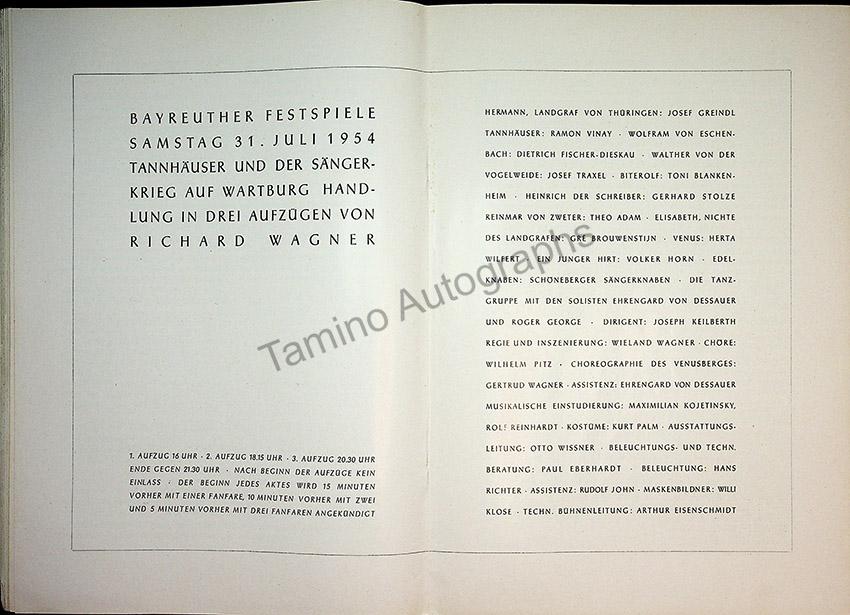 BAYREUTHER FESTSPIELE
SAMSTAG 31. JULI 1954
TANNHÄUSER UND DER SÄNGER-
KRIEG AUF WARTBURG HAND-
LUNG IN DREI AUFZÜGEN VON
RICHARD WAGNER
1. AUFZUG 16 UHR · 2. AUFZUG 18.15 UHR · 3. AUFZUG 20.30 UHR
ENDE GEGEN 21.30 UHR · NACH BEGINN DER AUFZÜGE KEIN
EINLASS · DER BEGINN JEDES AKTES WIRD 15 MINUTEN
VORHER MIT EINER FANFARE, 10 MINUTEN VORHER MIT ZWEI
UND 5 MINUTEN VORHER MIT DREI FANFAREN ANGEKÜNDIGT
HERMANN, LANDGRAF VON THÜRINGEN: JOSEF GREINDL
TANNHÄUSER: RAMON VINAY · WOLFRAM VON ESCHEN-
BACH: DIETRICH FISCHER-DIESKAU · WALTHER VON DER
VOGELWEIDE: JOSEF TRAXEL · BITEROLF: TONI BLANKEN-
HEIM · HEINRICH DER SCHREIBER: GERHARD STOLZE
REINMAR VON ZWETER: THEO ADAM · ELISABETH, NICHTE
DES LANDGRAFEN: GRÉ BROUWENSTIJN · VENUS: HERTA
WILFERT · EIN JUNGER HIRT: VOLKER HORN · EDEL-
KNABEN: SCHÖNEBERGER SÄNGERKNABEN · DIE TANZ-
GRUPPE MIT DEN SOLISTEN EHRENGARD VON DESSAUER
UND ROGER GEORGE · DIRIGENT: JOSEPH KEILBERTH
REGIE UND INSZENIERUNG: WIELAND WAGNER · CHÖRE:
WILHELM PITZ · CHOREOGRAPHIE DES VENUSBERGES:
GERTRUD WAGNER · ASSISTENZ: EHRENGARD VON DESSAUER
MUSIKALISCHE EINSTUDIERUNG: MAXIMILIAN KOJETINSKY,
ROLF REINHARDT · KOSTÜME: KURT PALM · AUSSTATTUNGS-
LEITUNG: OTTO WISSNER · BELEUCHTUNGS- UND TECHN.
BERATUNG: PAUL EBERHARDT · BELEUCHTUNG: HANS
RICHTER · ASSISTENZ: RUDOLF JOHN · MASKENBILDNER: WILLI
KLOSE · TECHN. BÜHNENLEITUNG: ARTHUR EISENSCHMIDT
Tamino Autographs